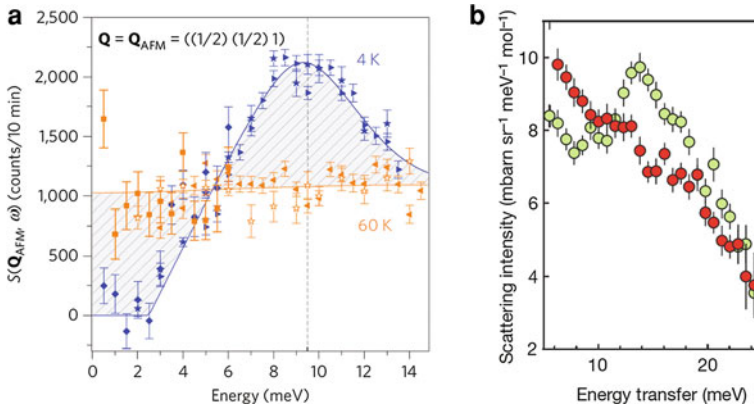 a
Q = Q_AFM = ((1/2) (1/2) 1)
4 K
60 K
2,500
2,000
1,500
1,000
500
0
S(Q_AFM, ω) (counts/10 min)
0 2 4 6 8 10 12 14
Energy (meV)
b
10
8
6
4
2
Scattering intensity (mbarn sr⁻¹ meV⁻¹ mol⁻¹)
10 20
Energy transfer (meV)